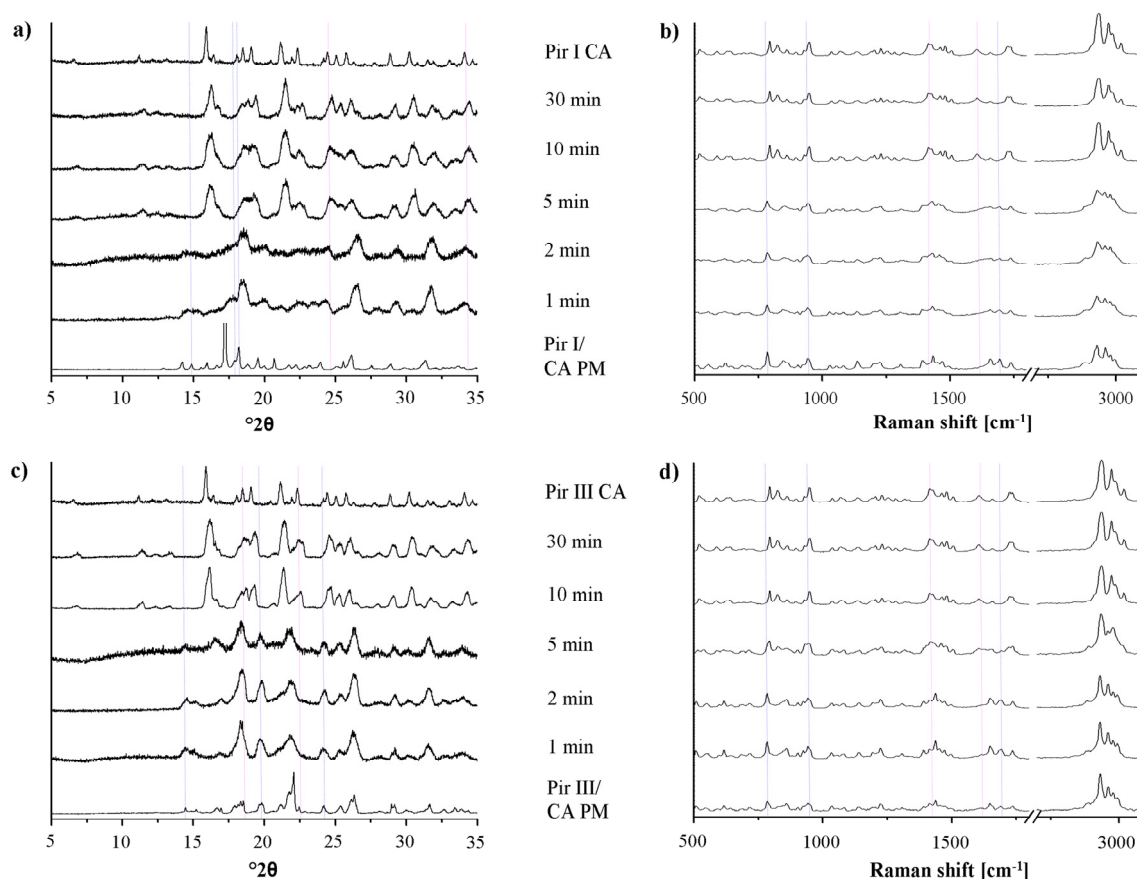 a)
b)
Pir I CA
30 min
10 min
5 min
2 min
1 min
Pir I/
CA PM
5 10 15 20 25 30 35
°2θ
500 1000 1500 3000
Raman shift [cm⁻¹]
c)
d)
Pir III CA
30 min
10 min
5 min
2 min
1 min
Pir III/
CA PM
5 10 15 20 25 30 35
°2θ
500 1000 1500 3000
Raman shift [cm⁻¹]